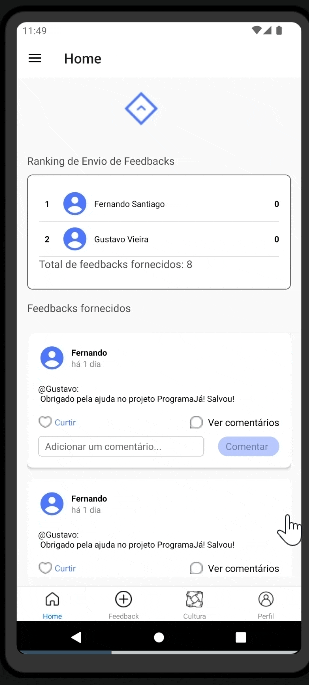 11:49
Home
Ranking de Envio de Feedbacks
1 Fernando Santiago 0
2 Gustavo Vieira 0
Total de feedbacks fornecidos: 8
Feedbacks fornecidos
Fernando
há 1 dia
@Gustavo:
Obrigado pela ajuda no projeto ProgramaJá! Salvou!
Curtir Ver comentários
Adicionar um comentário... Comentar
Fernando
há 1 dia
@Gustavo:
Obrigado pela ajuda no projeto ProgramaJá! Salvou!
Curtir Ver comentários
Home Feedback Cultura Perfil